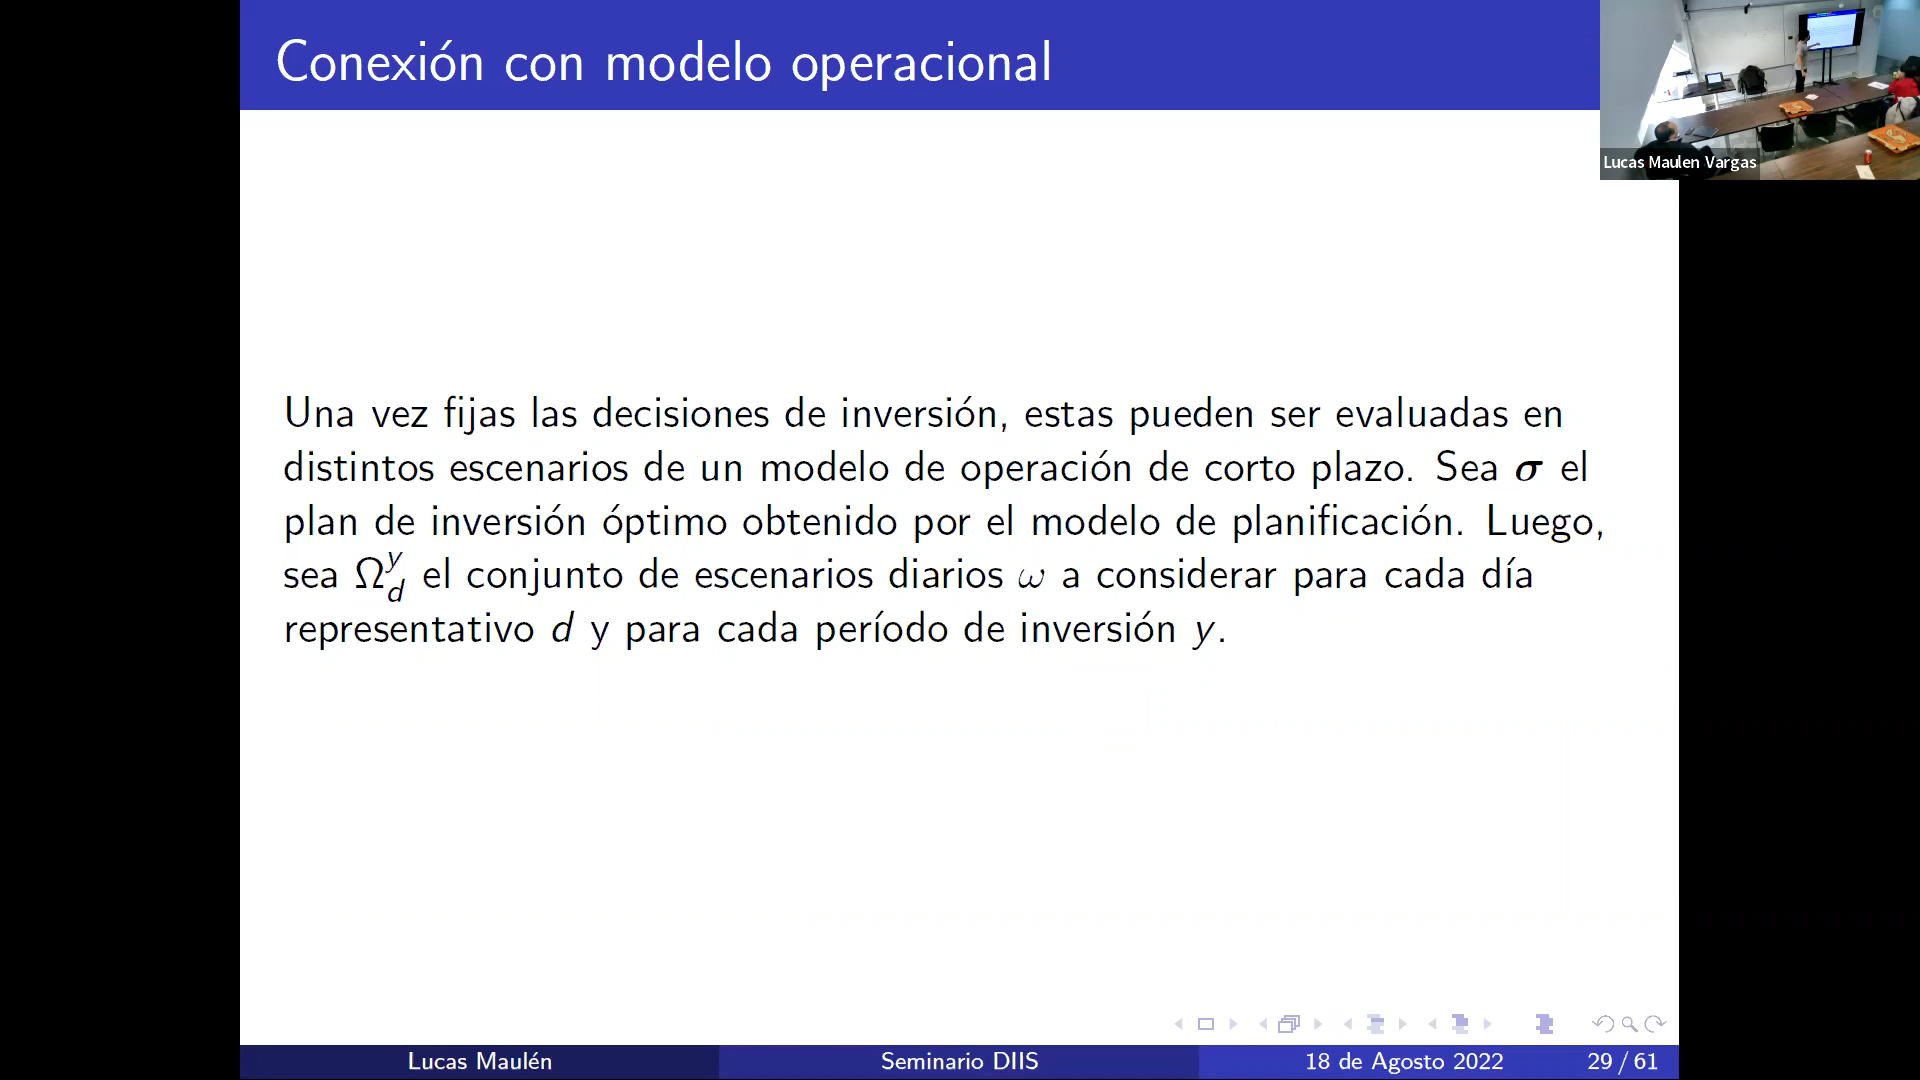 Conexión con modelo operacional
Lucas Maulen Vargas
Una vez fijas las decisiones de inversión, estas pueden ser evaluadas en
distintos escenarios de un modelo de operación de corto plazo. Sea σ el
plan de inversión óptimo obtenido por el modelo de planificación. Luego,
sea Ω_d^y el conjunto de escenarios diarios ω a considerar para cada día
representativo d y para cada período de inversión y.
Lucas Maulén
Seminario DIIS
18 de Agosto 2022
29 / 61